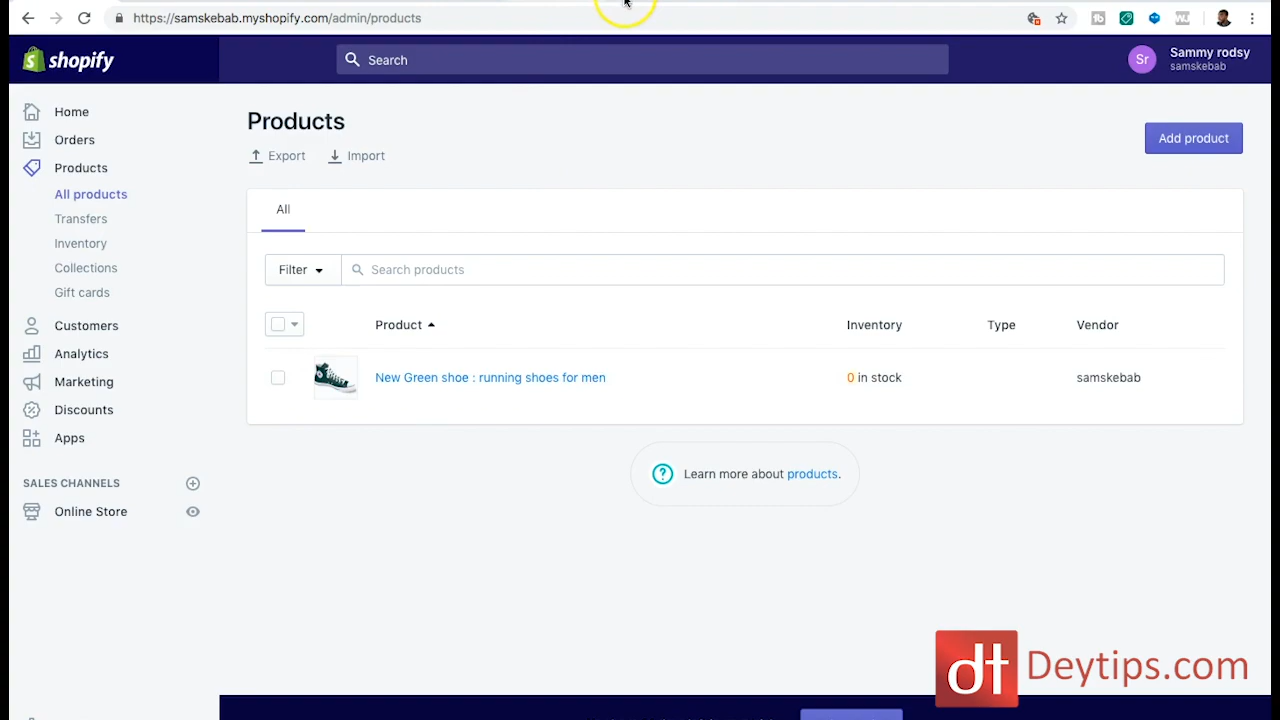 https://samskebab.myshopify.com/admin/products
shopify
Search
Sr
Sammy rodsy
samskebab
Home
Orders
Products
All products
Transfers
Inventory
Collections
Gift cards
Customers
Analytics
Marketing
Discounts
Apps
SALES CHANNELS
Online Store
Products
Export
Import
Add product
All
Filter
Search products
Product
Inventory
Type
Vendor
New Green shoe : running shoes for men
0 in stock
samskebab
Learn more about products.
dt Deytips.com